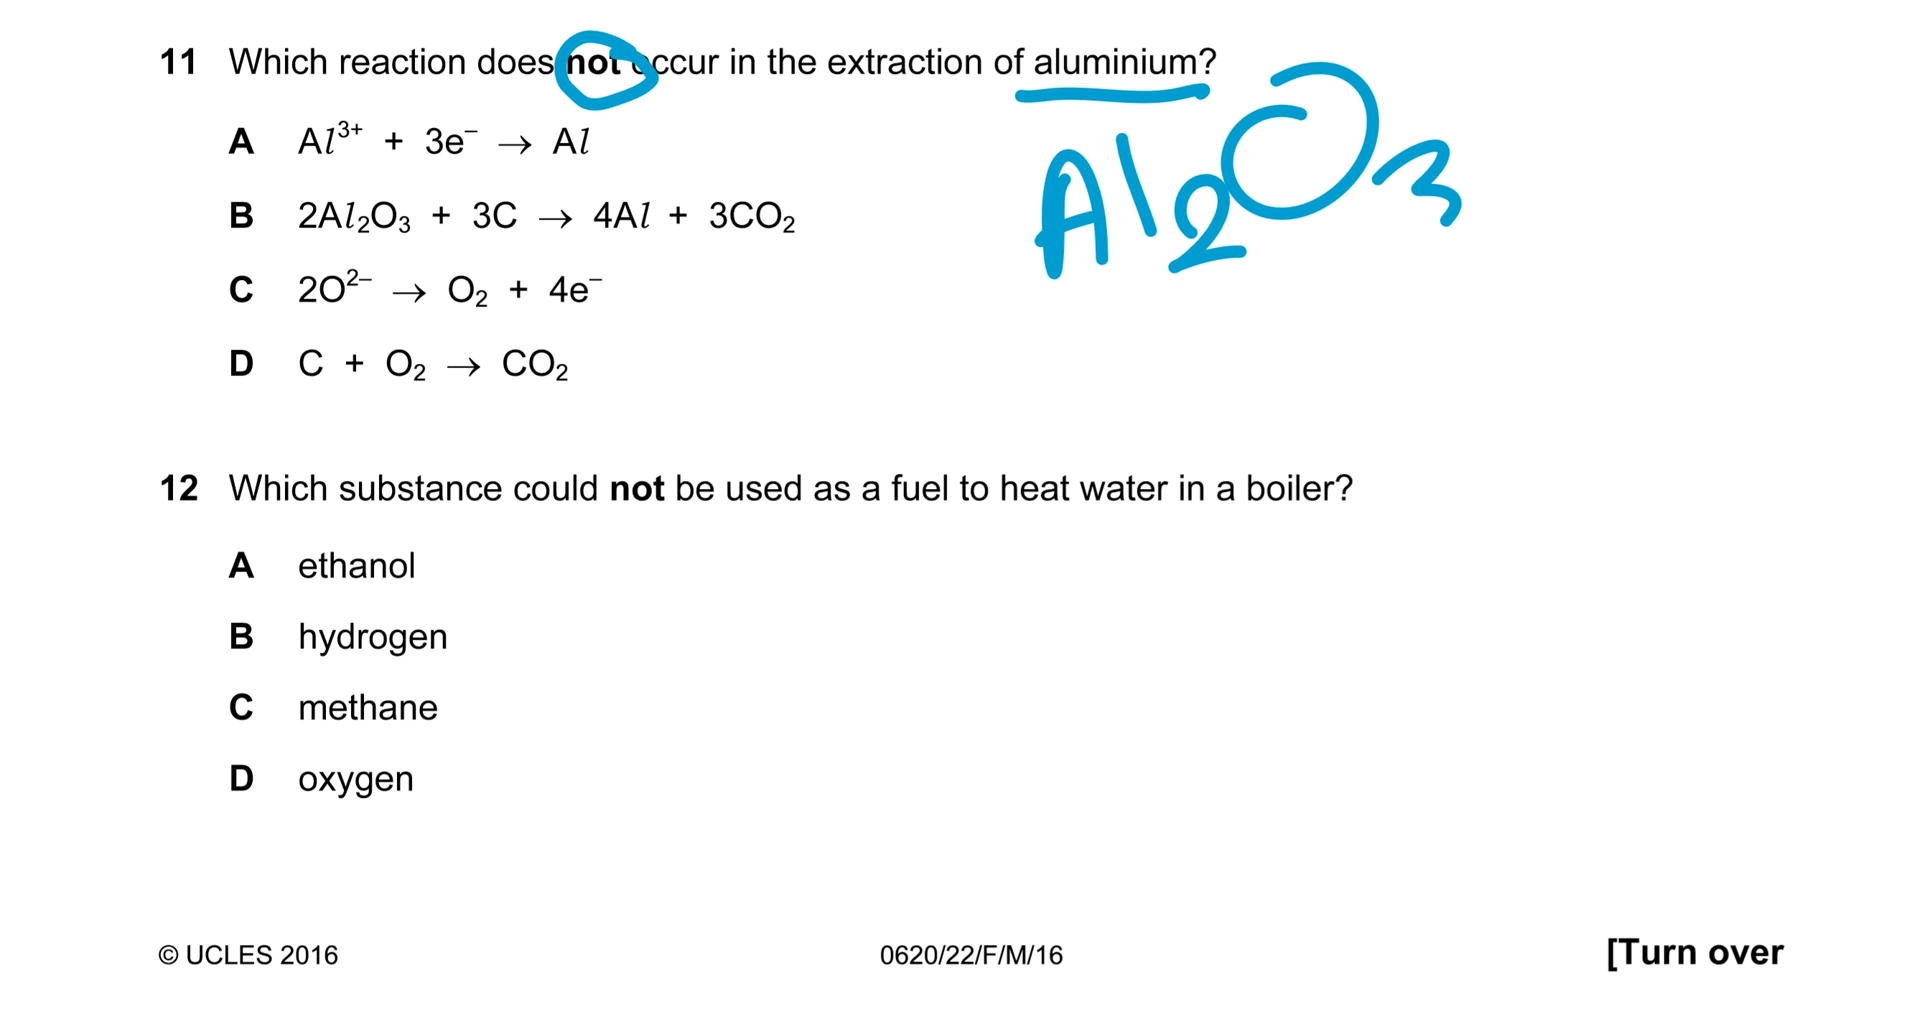 11 Which reaction does not occur in the extraction of aluminium?
Al₂O₃
A Al³⁺ + 3e⁻ → Al
B 2Al₂O₃ + 3C → 4Al + 3CO₂
C 2O²⁻ → O₂ + 4e⁻
D C + O₂ → CO₂
12 Which substance could not be used as a fuel to heat water in a boiler?
A ethanol
B hydrogen
C methane
D oxygen
© UCLES 2016 0620/22/F/M/16 [Turn over